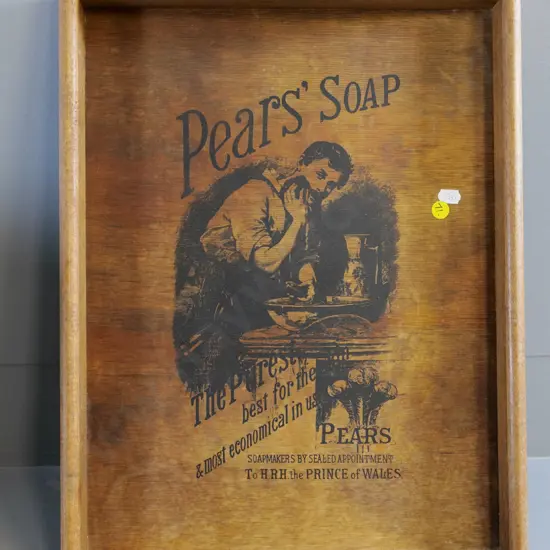 Pears' SOAP
The Purest
best for the
& most economical in us
PEARS
SOAPMAKERS BY SEALED APPOINTMENT
To H.R.H. the PRINCE of WALES